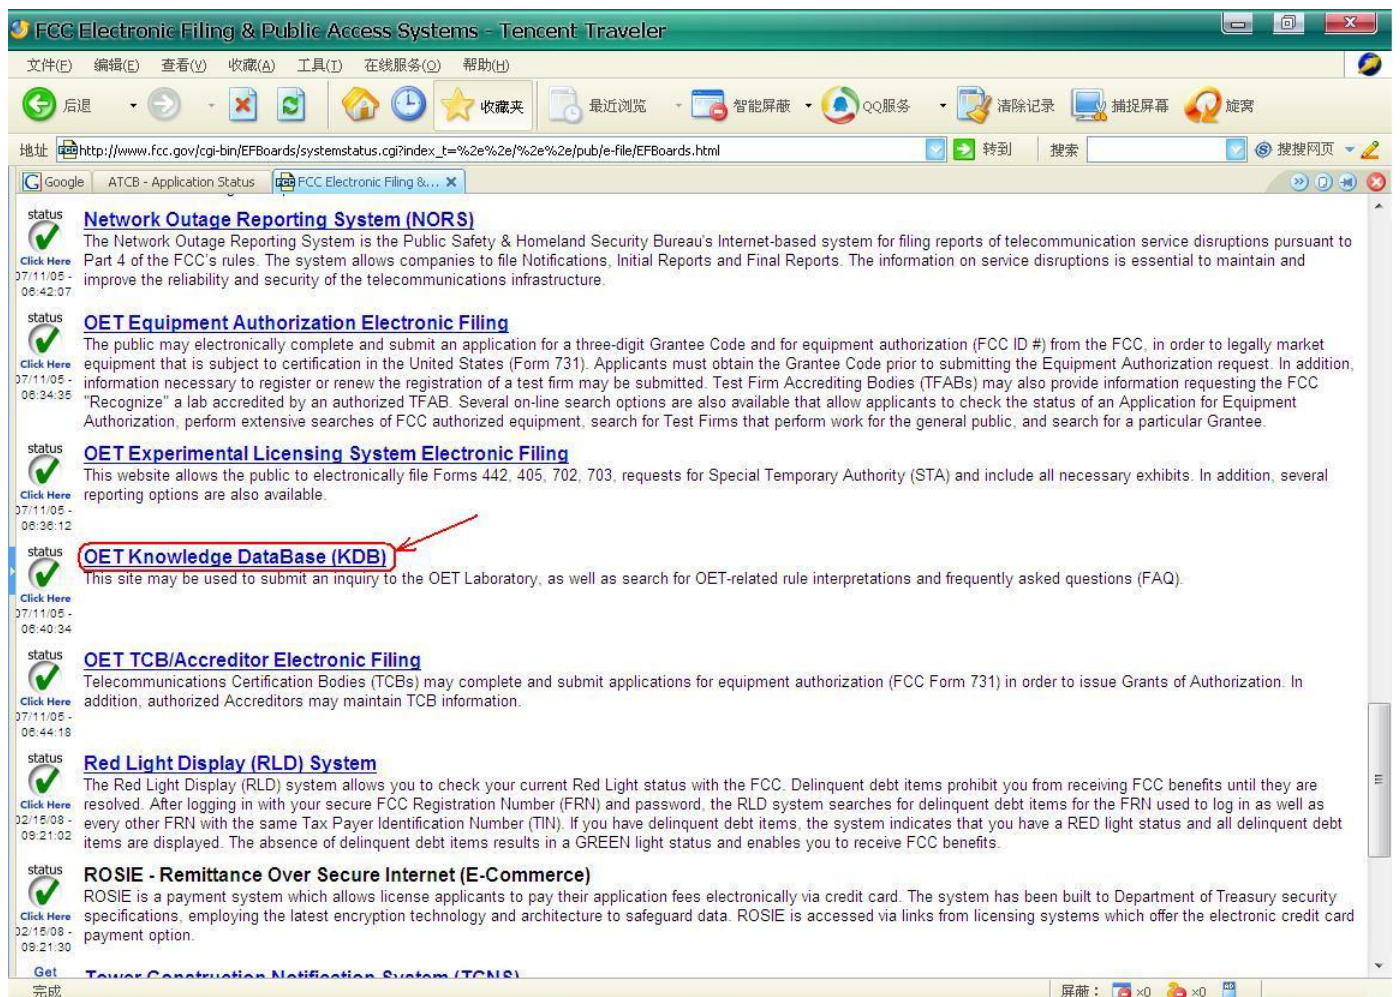 FCC Electronic Filing & Public Access Systems - Tencent Traveler
文件(F) 编辑(E) 查看(V) 收藏(A) 工具(T) 在线服务(O) 帮助(H)
后退 收藏夹 最近浏览 智能屏蔽 QQ服务 清除记录 捕捉屏幕 旋窝
地址 http://www.fcc.gov/cgi-bin/EFBoards/systemstatus.cgi?index_t=%2e%2e/%2e%2e/pub/e-file/EFBoards.html 转到 搜索 搜搜网页
Google ATCB - Application Status FCC Electronic Filing &...
status
Network Outage Reporting System (NORS)
The Network Outage Reporting System is the Public Safety & Homeland Security Bureau's Internet-based system for filing reports of telecommunication service disruptions pursuant to
Click Here Part 4 of the FCC's rules. The system allows companies to file Notifications, Initial Reports and Final Reports. The information on service disruptions is essential to maintain and
07/11/05 - improve the reliability and security of the telecommunications infrastructure.
06:42:07
status
OET Equipment Authorization Electronic Filing
The public may electronically complete and submit an application for a three-digit Grantee Code and for equipment authorization (FCC ID #) from the FCC, in order to legally market
Click Here equipment that is subject to certification in the United States (Form 731). Applicants must obtain the Grantee Code prior to submitting the Equipment Authorization request. In addition,
07/11/05 - information necessary to register or renew the registration of a test firm may be submitted. Test Firm Accrediting Bodies (TFABs) may also provide information requesting the FCC
06:34:35 "Recognize" a lab accredited by an authorized TFAB. Several on-line search options are also available that allow applicants to check the status of an Application for Equipment
Authorization, perform extensive searches of FCC authorized equipment, search for Test Firms that perform work for the general public, and search for a particular Grantee.
status
OET Experimental Licensing System Electronic Filing
This website allows the public to electronically file Forms 442, 405, 702, 703, requests for Special Temporary Authority (STA) and include all necessary exhibits. In addition, several
Click Here reporting options are also available.
07/11/05 -
06:36:12
status
OET Knowledge DataBase (KDB)
This site may be used to submit an inquiry to the OET Laboratory, as well as search for OET-related rule interpretations and frequently asked questions (FAQ).
Click Here
07/11/05 -
06:40:34
status
OET TCB/Accreditor Electronic Filing
Telecommunications Certification Bodies (TCBs) may complete and submit applications for equipment authorization (FCC Form 731) in order to issue Grants of Authorization. In
Click Here addition, authorized Accreditors may maintain TCB information.
07/11/05 -
06:44:18
status
Red Light Display (RLD) System
The Red Light Display (RLD) system allows you to check your current Red Light status with the FCC. Delinquent debt items prohibit you from receiving FCC benefits until they are
Click Here resolved. After logging in with your secure FCC Registration Number (FRN) and password, the RLD system searches for delinquent debt items for the FRN used to log in as well as
02/15/08 - every other FRN with the same Tax Payer Identification Number (TIN). If you have delinquent debt items, the system indicates that you have a RED light status and all delinquent debt
09:21:02 items are displayed. The absence of delinquent debt items results in a GREEN light status and enables you to receive FCC benefits.
status
ROSIE - Remittance Over Secure Internet (E-Commerce)
ROSIE is a payment system which allows license applicants to pay their application fees electronically via credit card. The system has been built to Department of Treasury security
Click Here specifications, employing the latest encryption technology and architecture to safeguard data. ROSIE is accessed via links from licensing systems which offer the electronic credit card
02/15/08 - payment option.
09:21:30
Get Tower Construction Notification System (TCNS)
完成 屏蔽： ×0 ×0 AD